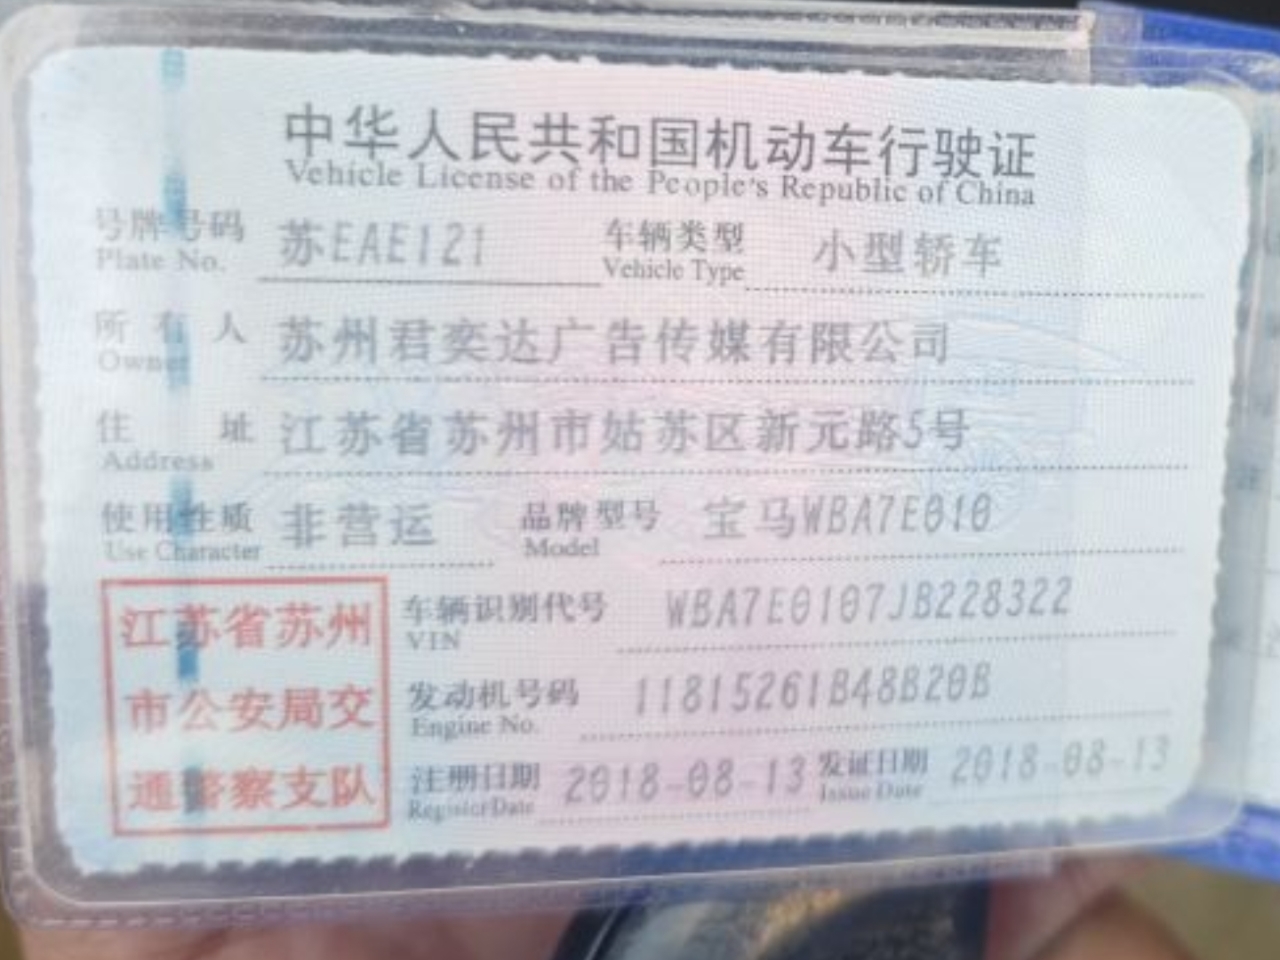 中华人民共和国机动车行驶证
Vehicle License of the People's Republic of China
号牌号码 苏EAE121 车辆类型 小型轿车
Plate No. Vehicle Type
所有人 苏州君奕达广告传媒有限公司
Owner
住址 江苏省苏州市姑苏区新元路5号
Address
使用性质 非营运 品牌型号 宝马WBA7E010
Use Character Model
江苏省苏州
市公安局交
通警察支队
车辆识别代号 WBA7E0107JB228322
VIN
发动机号码 11815261B48B20B
Engine No.
注册日期 2018-08-13 发证日期 2018-08-13
Register Date Issue Date